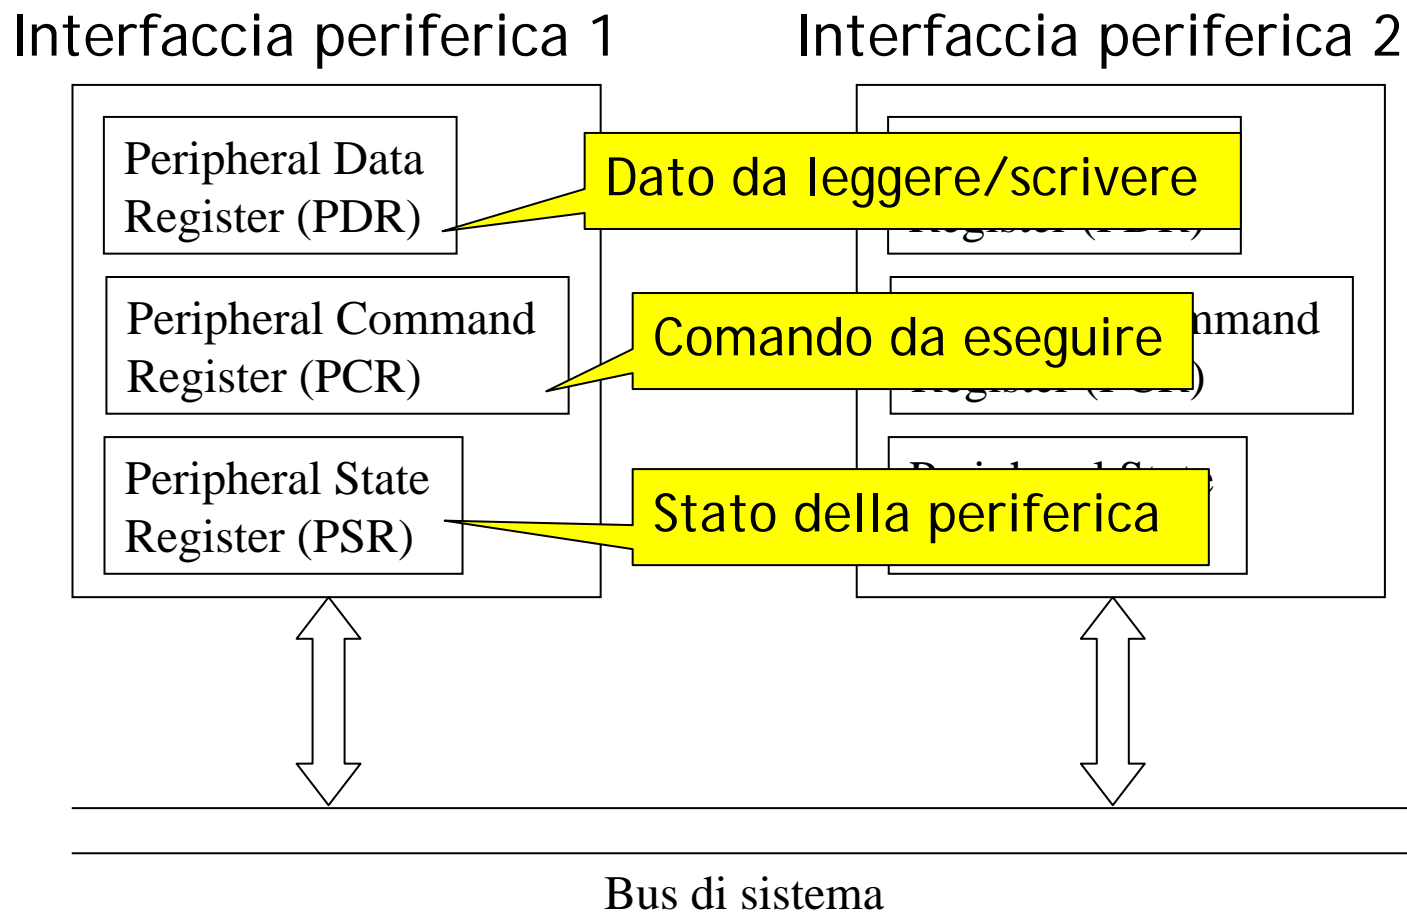 Interfaccia periferica 1
Interfaccia periferica 2
Peripheral Data
Register (PDR)
Dato da leggere/scrivere
Peripheral Command
Register (PCR)
Comando da eseguire
mmand
Peripheral State
Register (PSR)
Stato della periferica
Bus di sistema